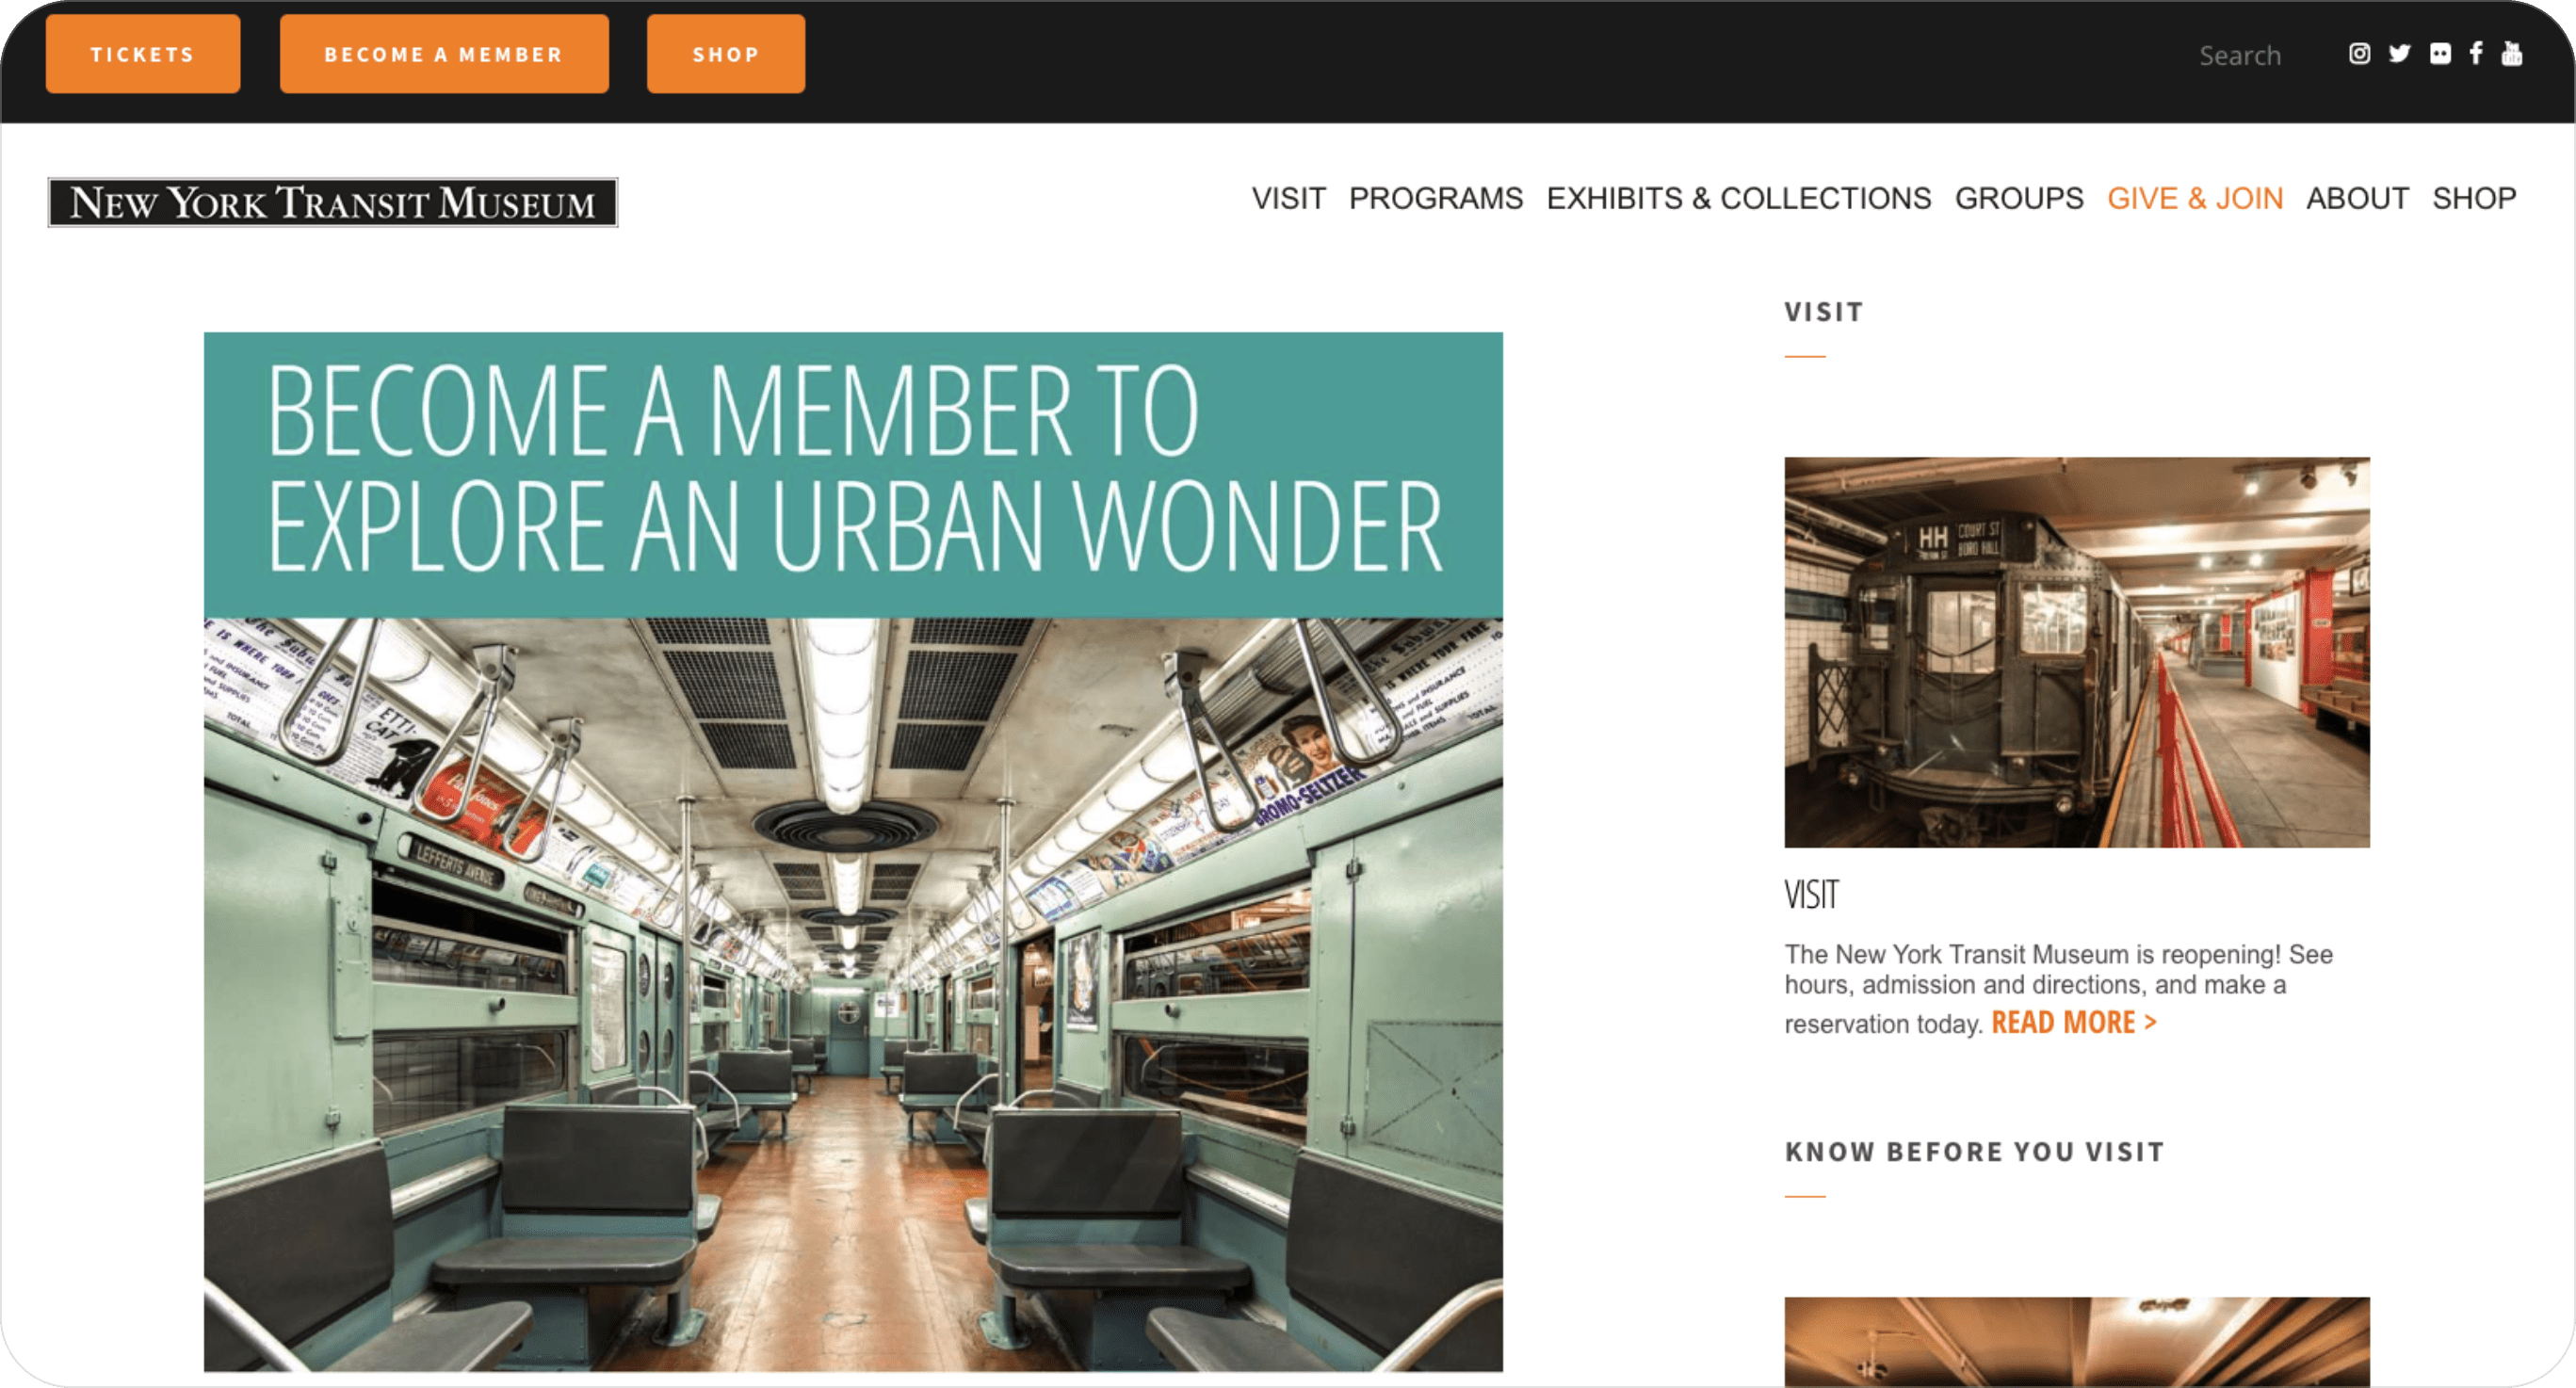 TICKETS
BECOME A MEMBER
SHOP
Search
NEW YORK TRANSIT MUSEUM
VISIT PROGRAMS EXHIBITS & COLLECTIONS GROUPS GIVE & JOIN ABOUT SHOP
BECOME A MEMBER TO
EXPLORE AN URBAN WONDER
LEFFERTS AVENUE
BROMO-SELTZER
VISIT
HH COURT ST
BORO HALL
VISIT
The New York Transit Museum is reopening! See
hours, admission and directions, and make a
reservation today. READ MORE >
KNOW BEFORE YOU VISIT